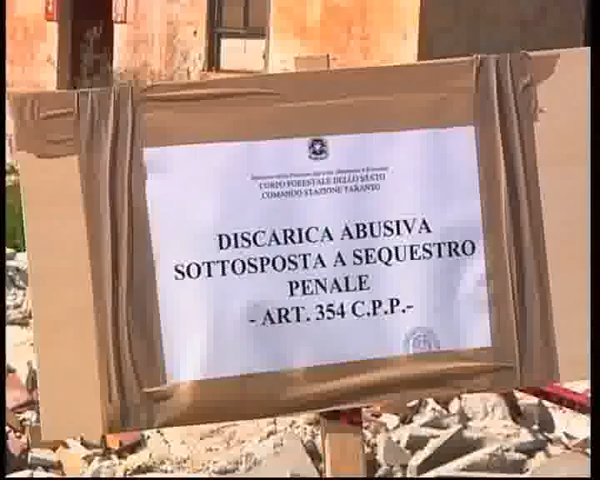 CORPO FORESTALE DELLO STATO
COMANDO STAZIONE TARANTO
DISCARICA ABUSIVA
SOTTOSPOSTA A SEQUESTRO
PENALE
- ART. 354 C.P.P.-